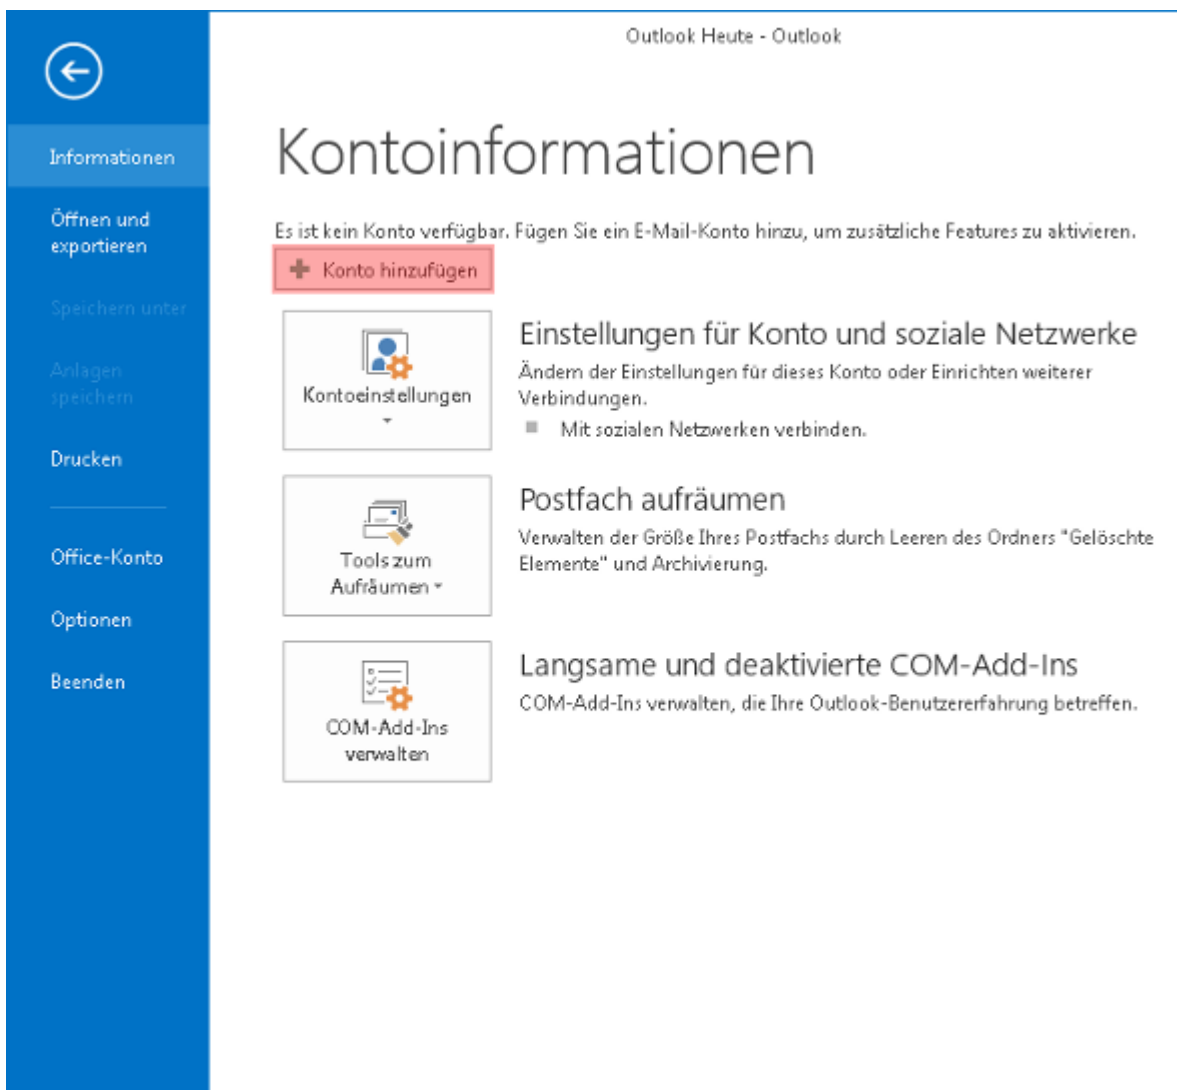 Outlook Heute - Outlook
Informationen
Öffnen und
exportieren
Speichern unter
Anlagen
speichern
Drucken
Office-Konto
Optionen
Beenden
Kontoinformationen
Es ist kein Konto verfügbar. Fügen Sie ein E-Mail-Konto hinzu, um zusätzliche Features zu aktivieren.
Konto hinzufügen
Kontoeinstellungen
Einstellungen für Konto und soziale Netzwerke
Ändern der Einstellungen für dieses Konto oder Einrichten weiterer
Verbindungen.
Mit sozialen Netzwerken verbinden.
Tools zum
Aufräumen
Postfach aufräumen
Verwalten der Größe Ihres Postfachs durch Leeren des Ordners "Gelöschte
Elemente" und Archivierung.
COM-Add-Ins
verwalten
Langsame und deaktivierte COM-Add-Ins
COM-Add-Ins verwalten, die Ihre Outlook-Benutzererfahrung betreffen.